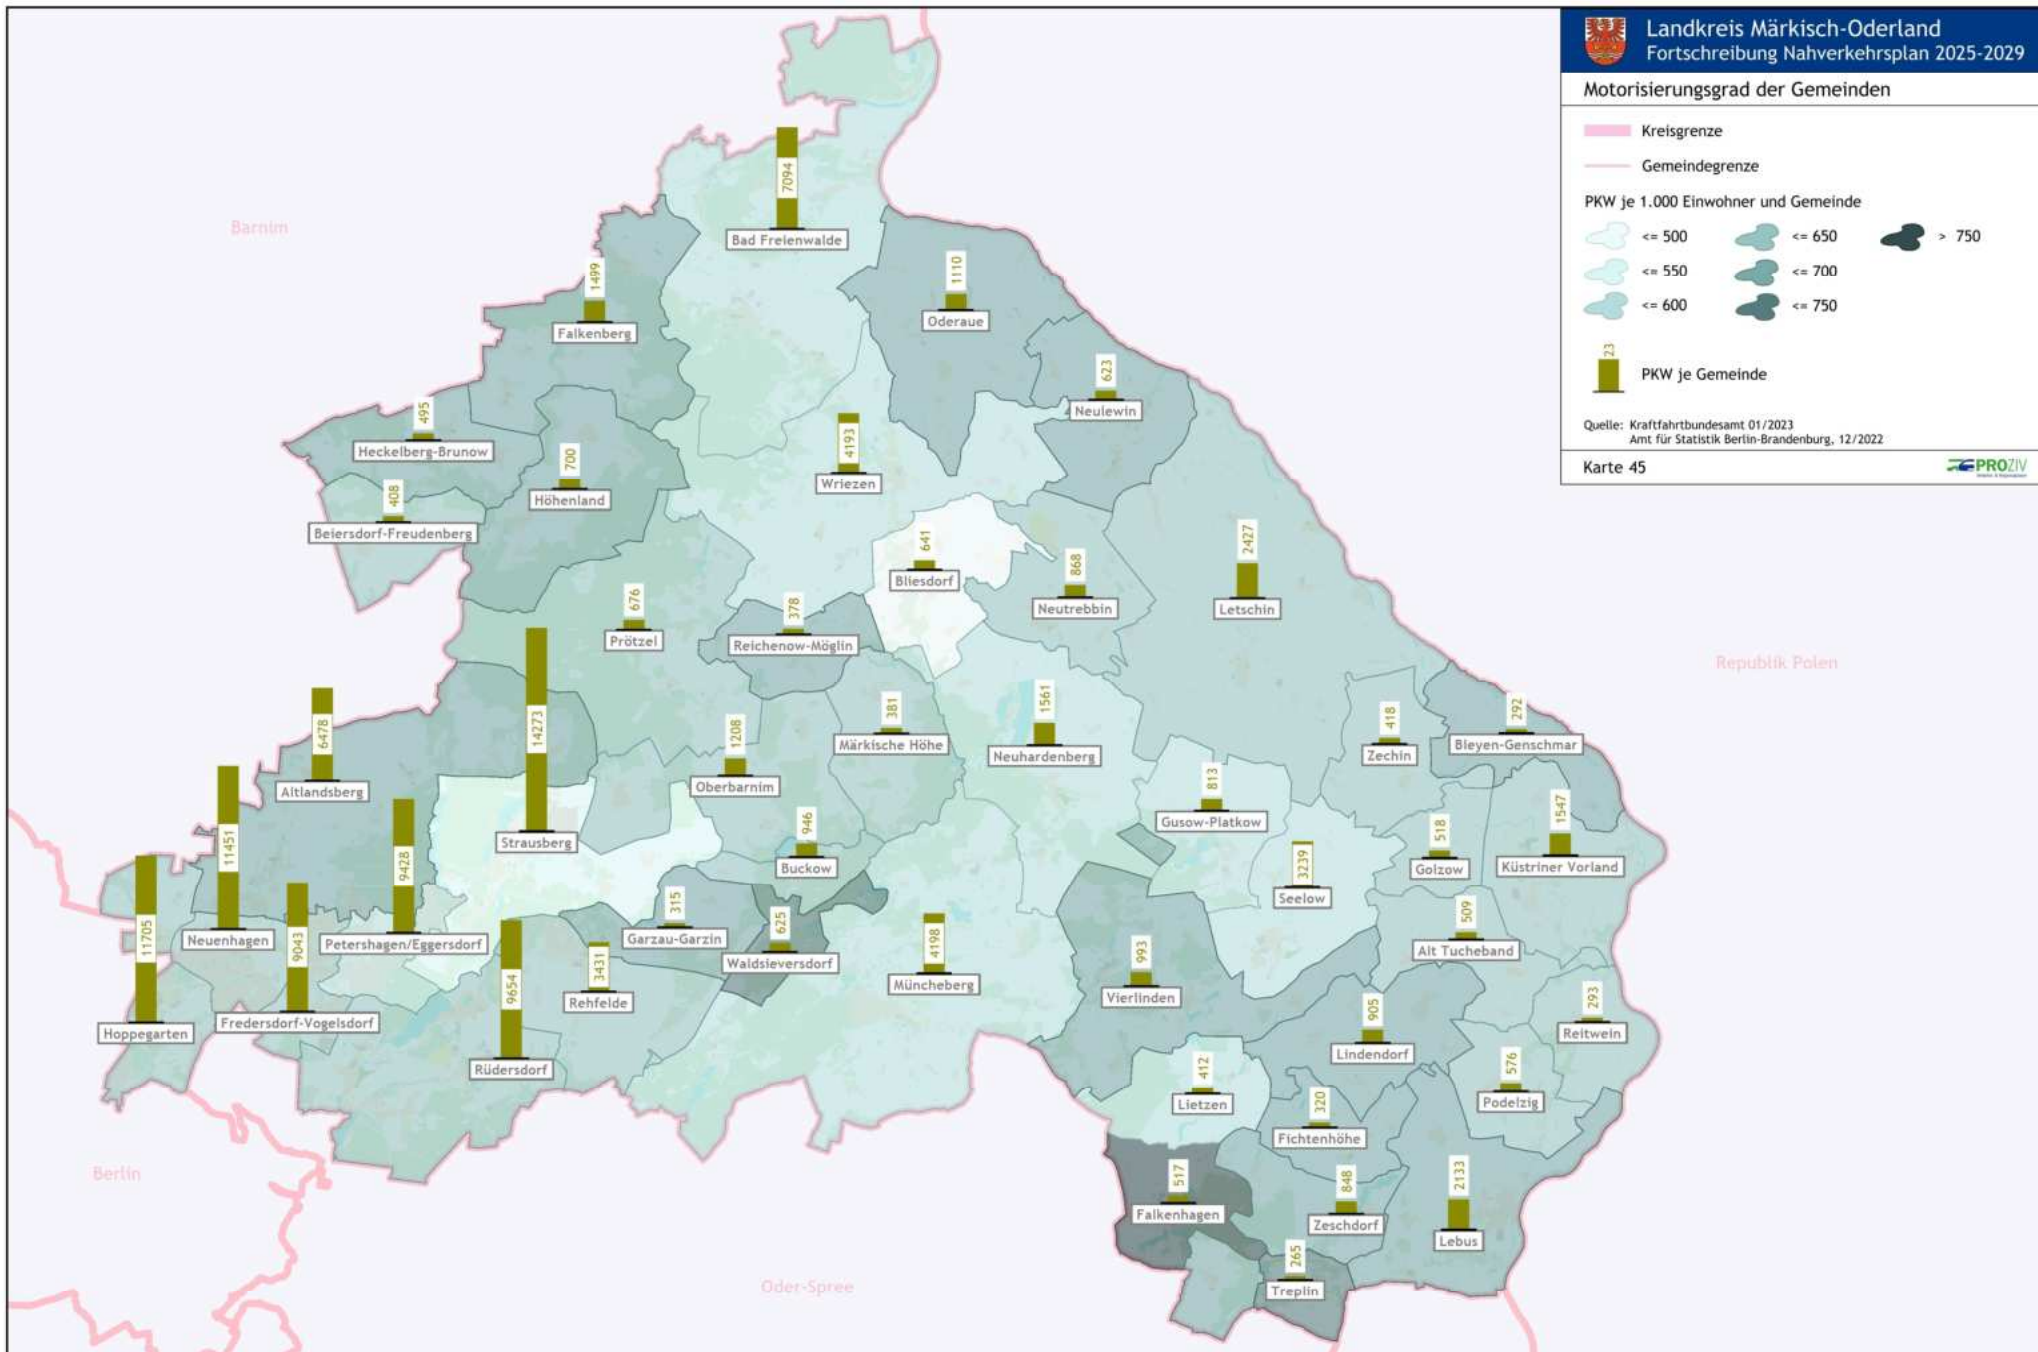 Landkreis Märkisch-Oderland
Fortschreibung Nahverkehrsplan 2025-2029
Motorisierungsgrad der Gemeinden
Kreisgrenze
Gemeindegrenze
PKW je 1.000 Einwohner und Gemeinde
<= 500
<= 650
> 750
<= 550
<= 700
<= 600
<= 750
23
PKW je Gemeinde
Quelle: Kraftfahrtbundesamt 01/2023
Amt für Statistik Berlin-Brandenburg, 12/2022
Karte 45
PROZIV
Barnim
7094
Bad Freienwalde
1499
Falkenberg
1110
Oderaue
623
Neulewin
495
Heckelberg-Brunow
700
Höhenland
4193
Wriezen
408
Beiersdorf-Freudenberg
641
Bliesdorf
868
Neutrebbin
2427
Letschin
676
Prötzel
378
Reichenow-Möglin
Republik Polen
6478
Altlandsberg
14273
Strausberg
1208
Oberbarnim
381
Märkische Höhe
1561
Neuhardenberg
418
Zechin
292
Bleyen-Genschmar
813
Gusow-Platkow
946
Buckow
3239
Seelow
518
Golzow
1547
Küstriner Vorland
11451
Neuenhagen
9428
Petershagen/Eggersdorf
315
Garzau-Garzin
625
Waldsieversdorf
509
Alt Tucheband
11705
Hoppegarten
9043
Fredersdorf-Vogelsdorf
9654
Rüdersdorf
3431
Rehfelde
4198
Müncheberg
993
Vierlinden
905
Lindendorf
293
Reitwein
412
Lietzen
320
Fichtenhöhe
576
Podelzig
Berlin
517
Falkenhagen
848
Zeschdorf
2133
Lebus
265
Treplin
Oder-Spree